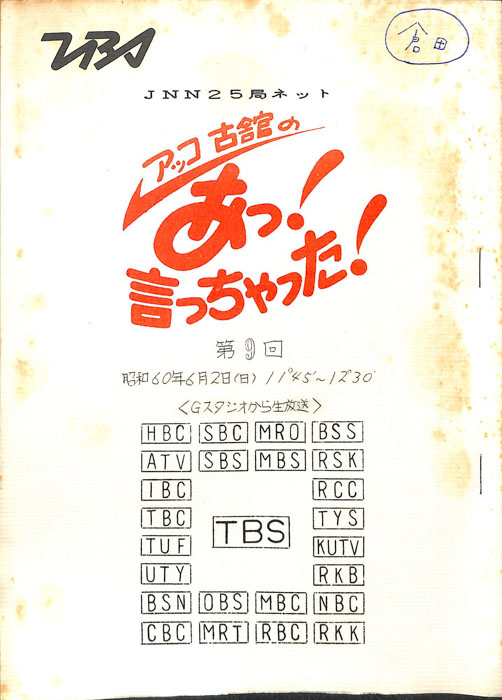 TBS
倉田
JNN25局ネット
アッコ 古舘の
あっ!
言っちゃった!
第9回
昭和60年6月2日(日) 11°45'~12°30'
<Gスタジオから生放送>
HBC SBC MRO BSS
ATV SBS MBS RSK
IBC RCC
TBC TYS
TBS
TUF KUTV
UTY RKB
BSN OBS MBC NBC
CBC MRT RBC RKK